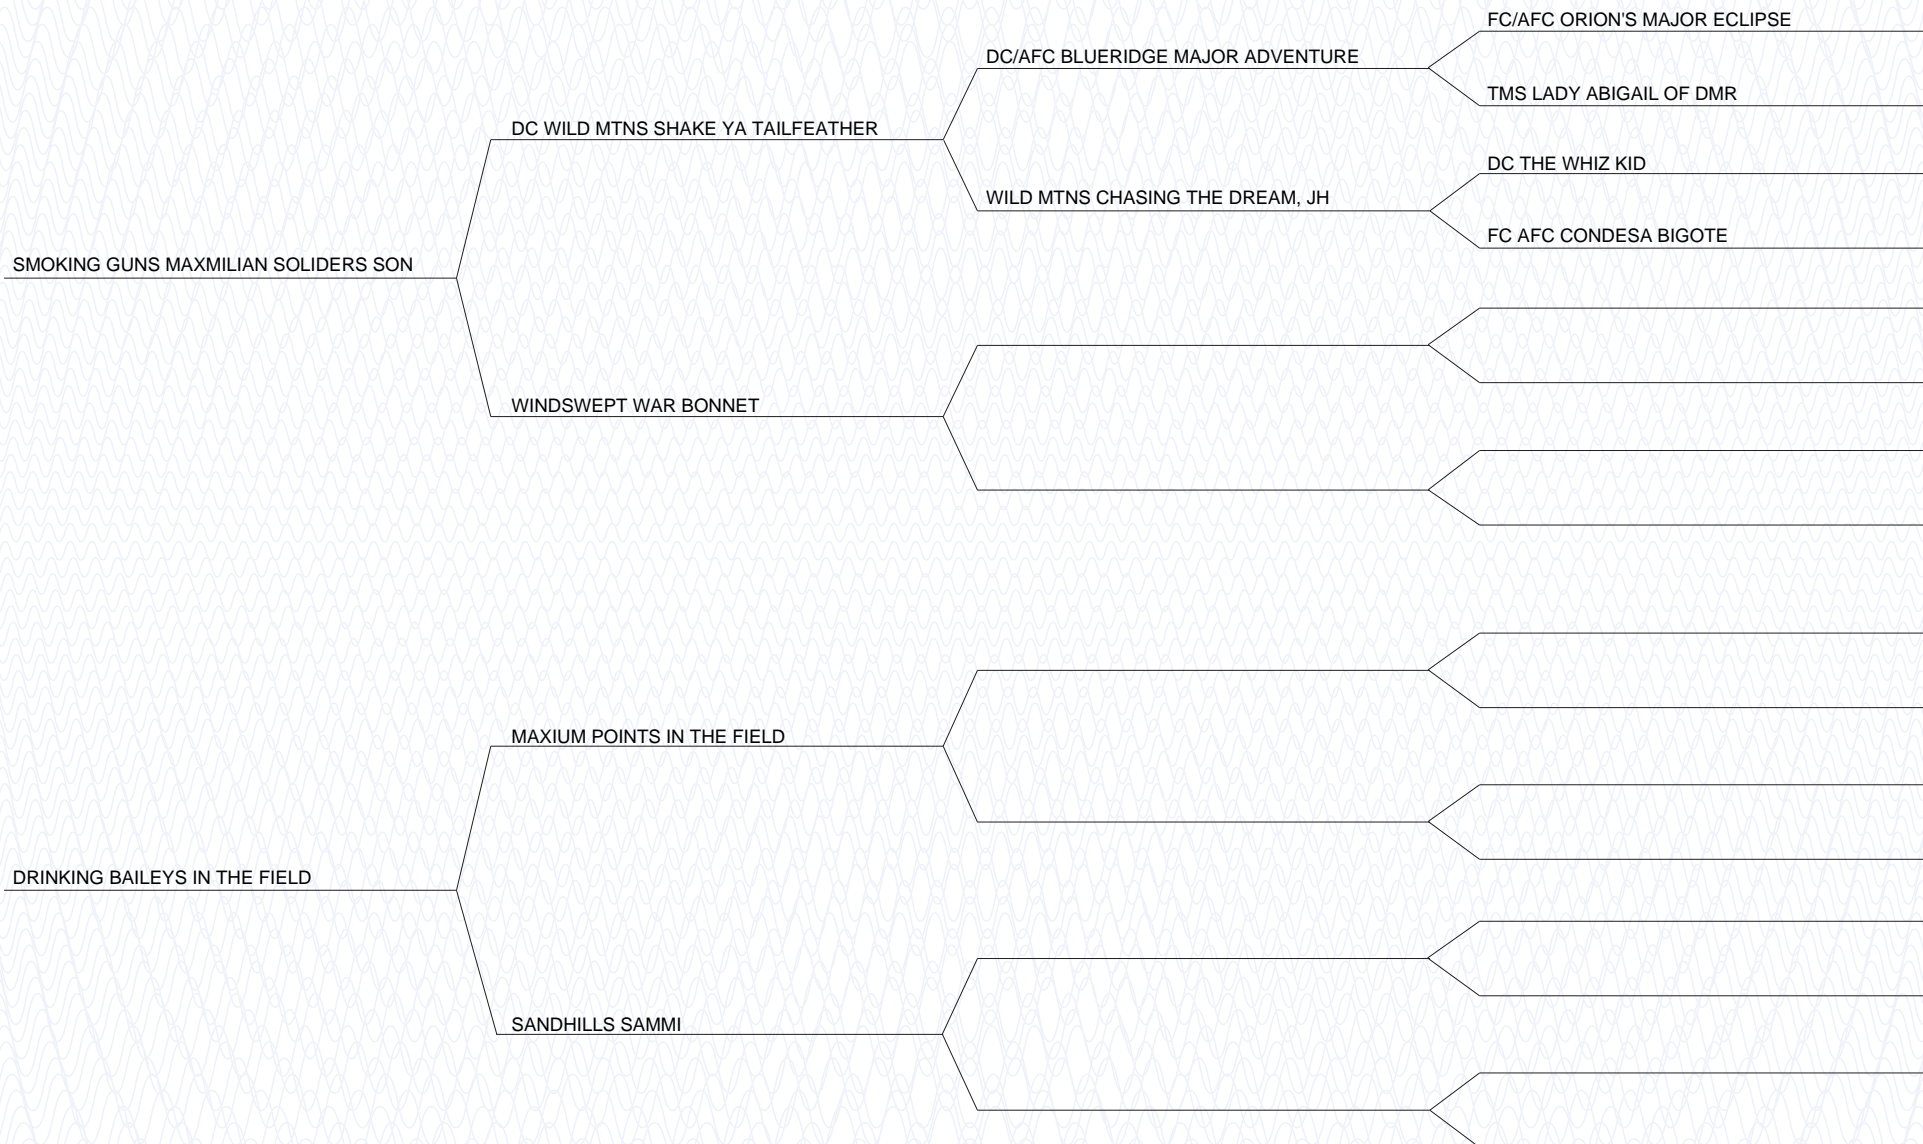 FC/AFC ORION'S MAJOR ECLIPSE
DC/AFC BLUERIDGE MAJOR ADVENTURE
TMS LADY ABIGAIL OF DMR
DC WILD MTNS SHAKE YA TAILFEATHER
DC THE WHIZ KID
WILD MTNS CHASING THE DREAM, JH
FC AFC CONDESA BIGOTE
SMOKING GUNS MAXMILIAN SOLIDERS SON
WINDSWEPT WAR BONNET
MAXIUM POINTS IN THE FIELD
DRINKING BAILEYS IN THE FIELD
SANDHILLS SAMMI